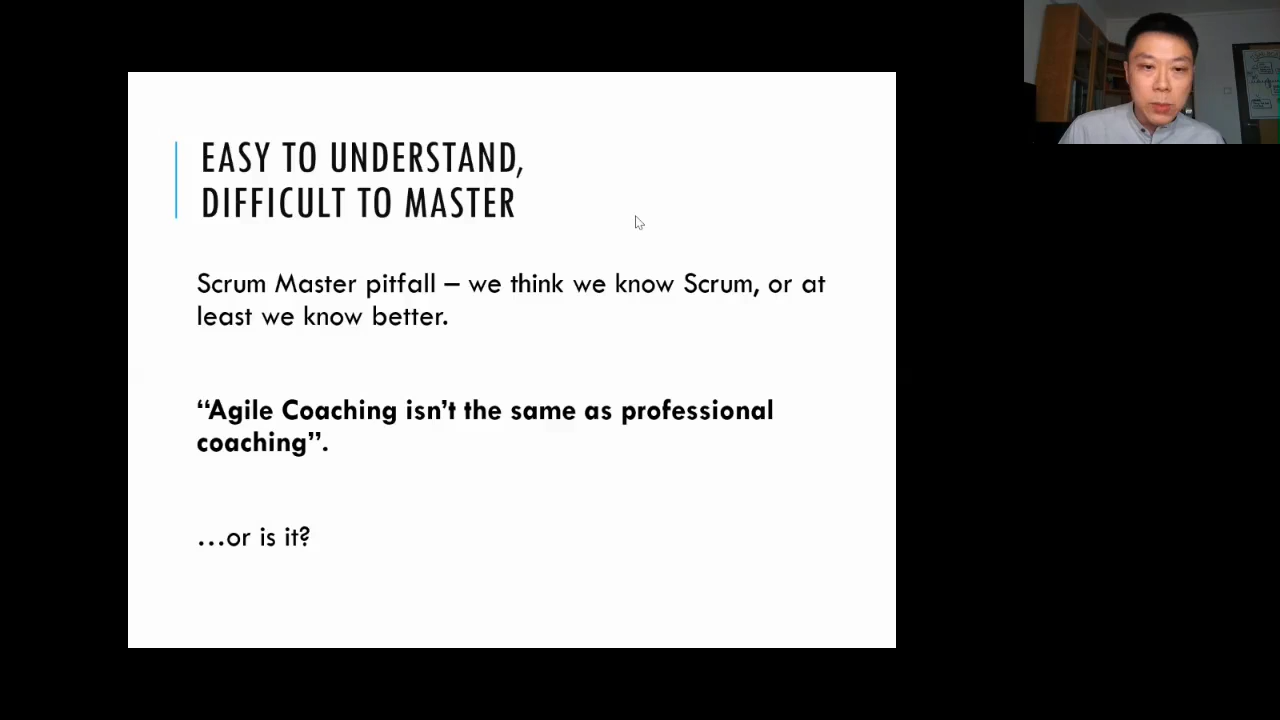 EASY TO UNDERSTAND,
DIFFICULT TO MASTER
Scrum Master pitfall – we think we know Scrum, or at
least we know better.
“Agile Coaching isn’t the same as professional
coaching”.
…or is it?